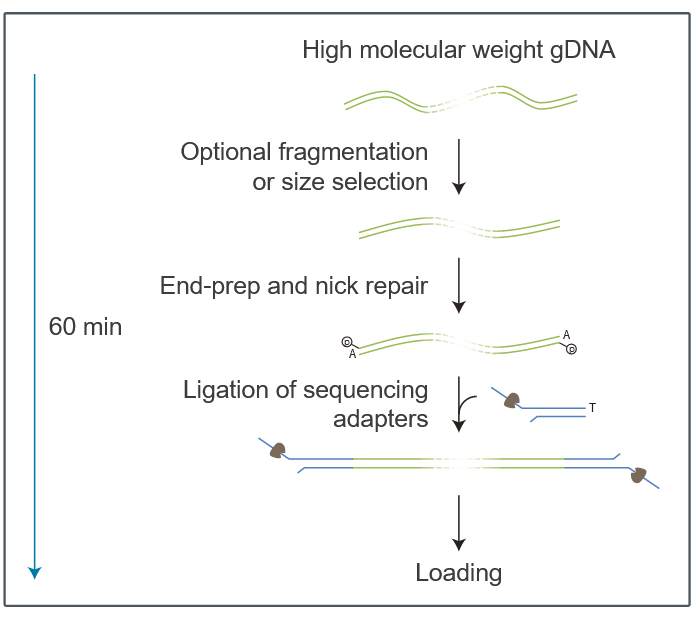 High molecular weight gDNA
Optional fragmentation
or size selection
End-prep and nick repair
60 min
A
p
A
p
Ligation of sequencing
adapters
T
Loading